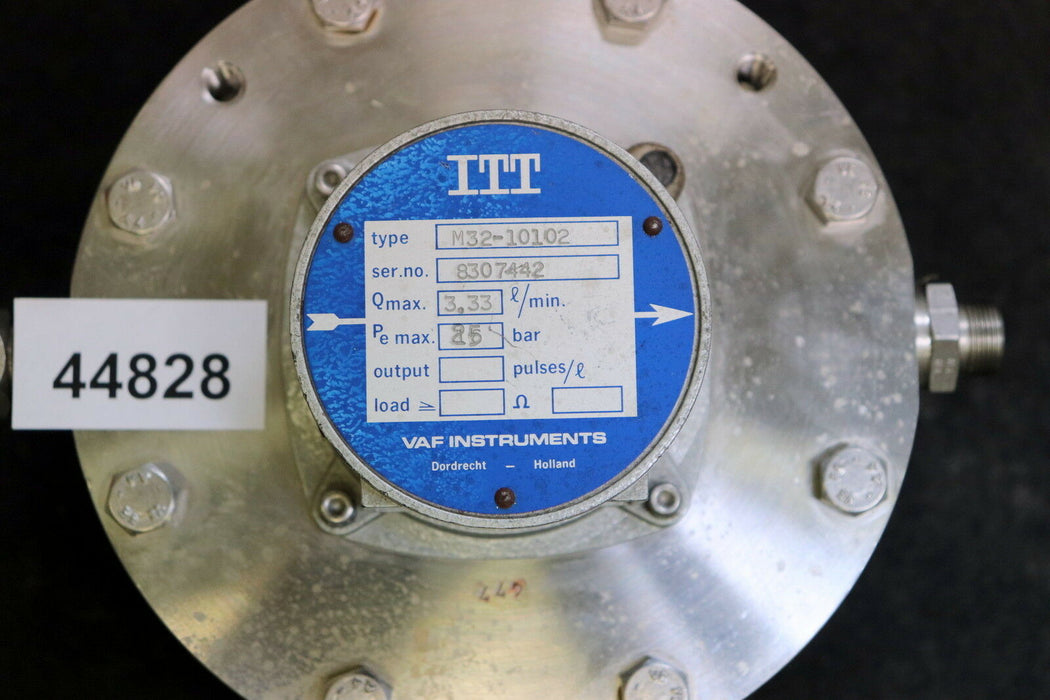 ITT
type M32-10102
ser.no. 8307442
Qmax. 3,33 ℓ/min.
Pe max. 25 bar
output pulses/ℓ
load ≥ Ω
VAF INSTRUMENTS
Dordrecht — Holland
44828